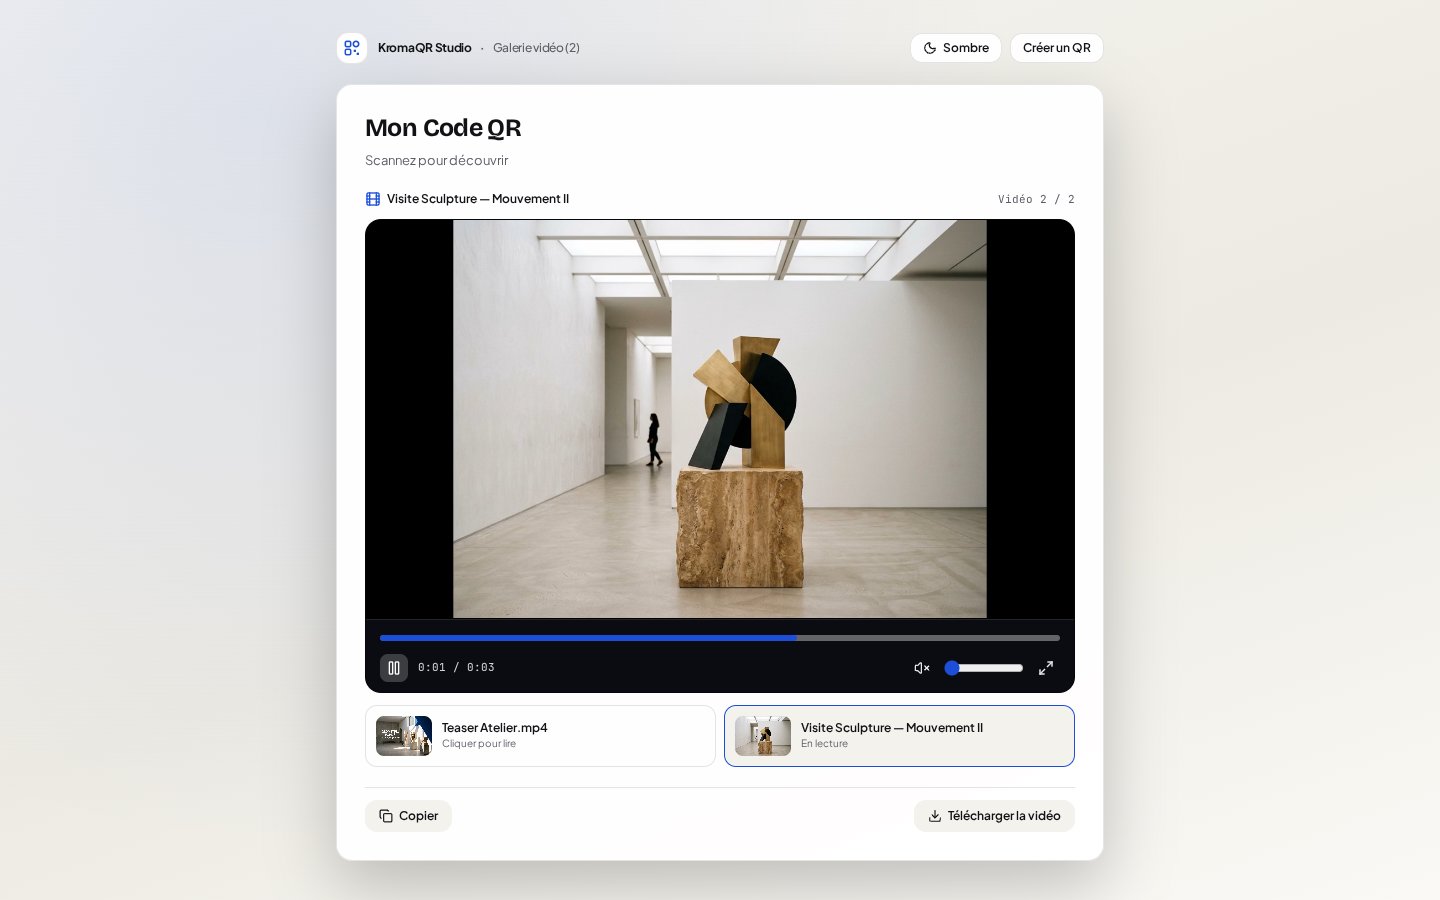 KromaQR Studio · Galerie vidéo (2)
Sombre
Créer un QR
Mon Code QR
Scannez pour découvrir
Visite Sculpture — Mouvement II
Vidéo 2 / 2
0:01 / 0:03
Teaser Atelier.mp4
Cliquer pour lire
Visite Sculpture — Mouvement II
En lecture
Copier
Télécharger la vidéo